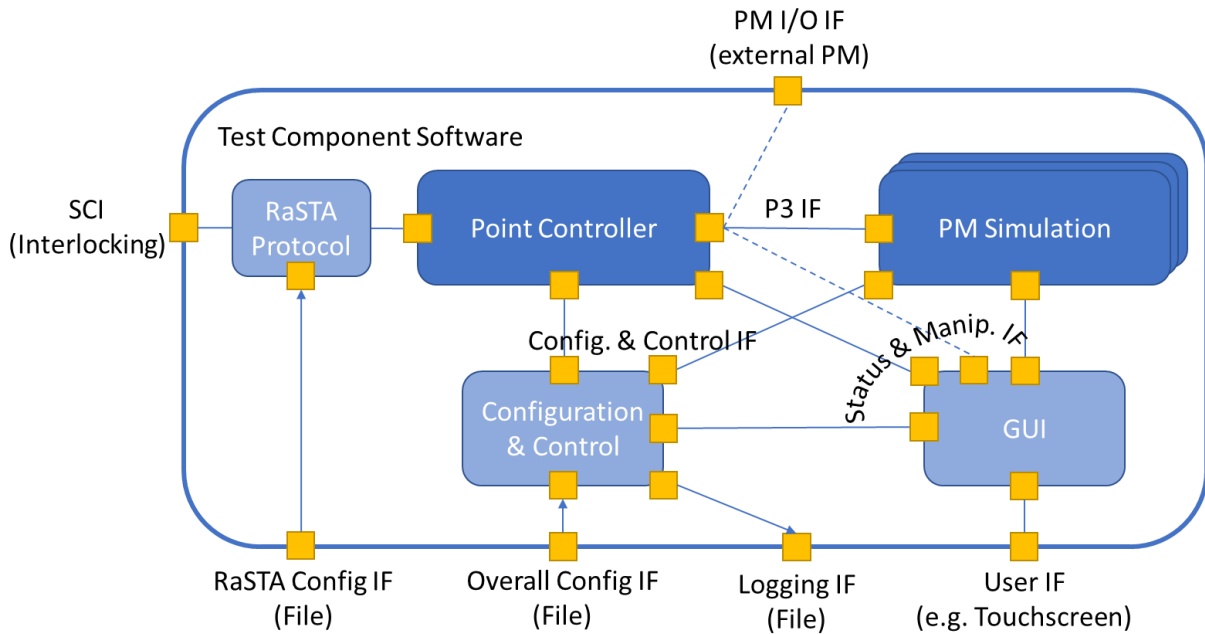 PM I/O IF
(external PM)
Test Component Software
SCI
(Interlocking)
RaSTA
Protocol
Point Controller
P3 IF
PM Simulation
Config. & Control IF
Status & Manip. IF
Configuration
& Control
GUI
RaSTA Config IF
(File)
Overall Config IF
(File)
Logging IF
(File)
User IF
(e.g. Touchscreen)